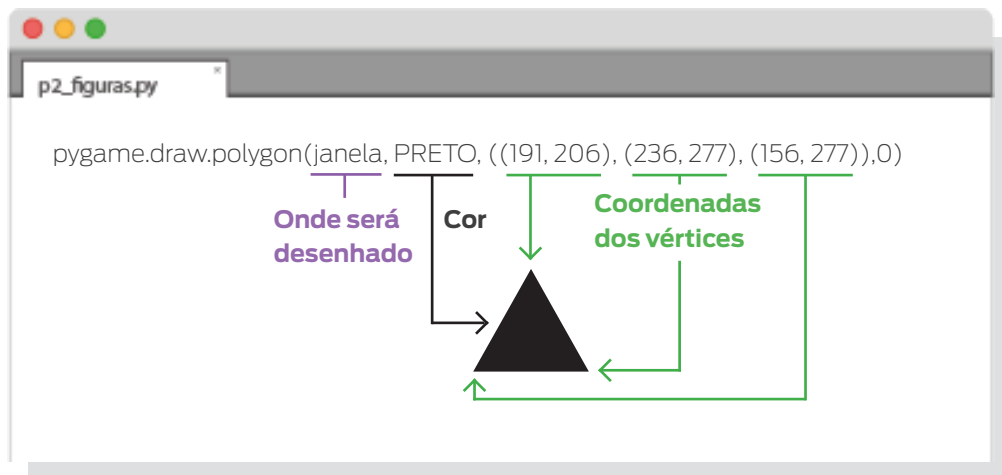 p2_figuras.py ×
pygame.draw.polygon(janela, PRETO, ((191, 206), (236, 277), (156, 277)),0)
Onde será
desenhado
Cor
Coordenadas
dos vértices